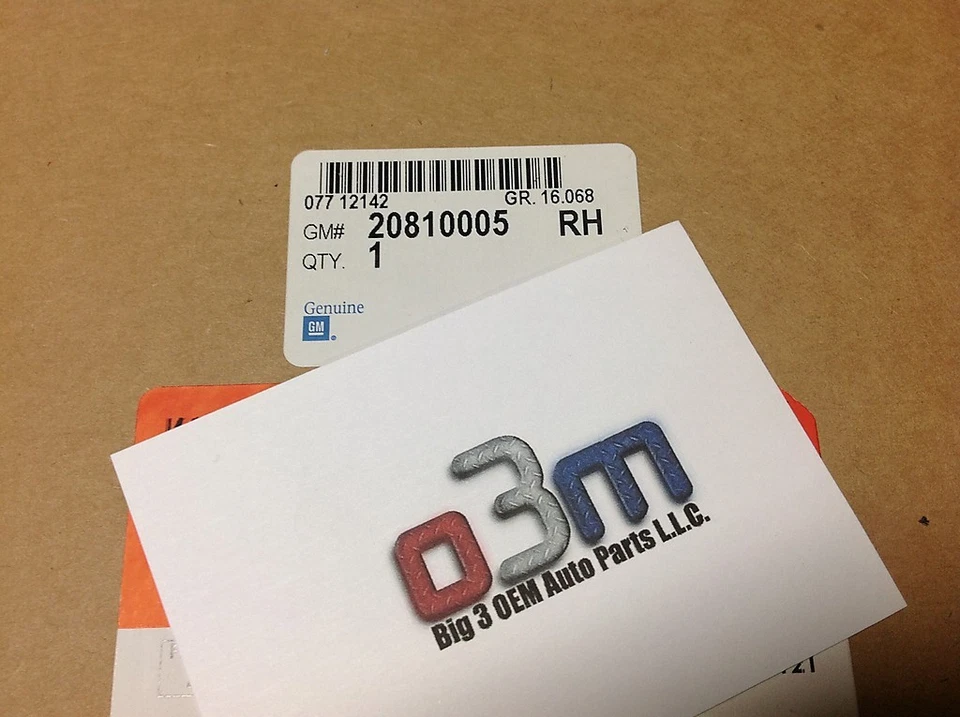 077 12142 GR. 16.068
GM# 20810005 RH
QTY. 1
Genuine
GM
o3m
Big 3 OEM Auto Parts L.L.C.